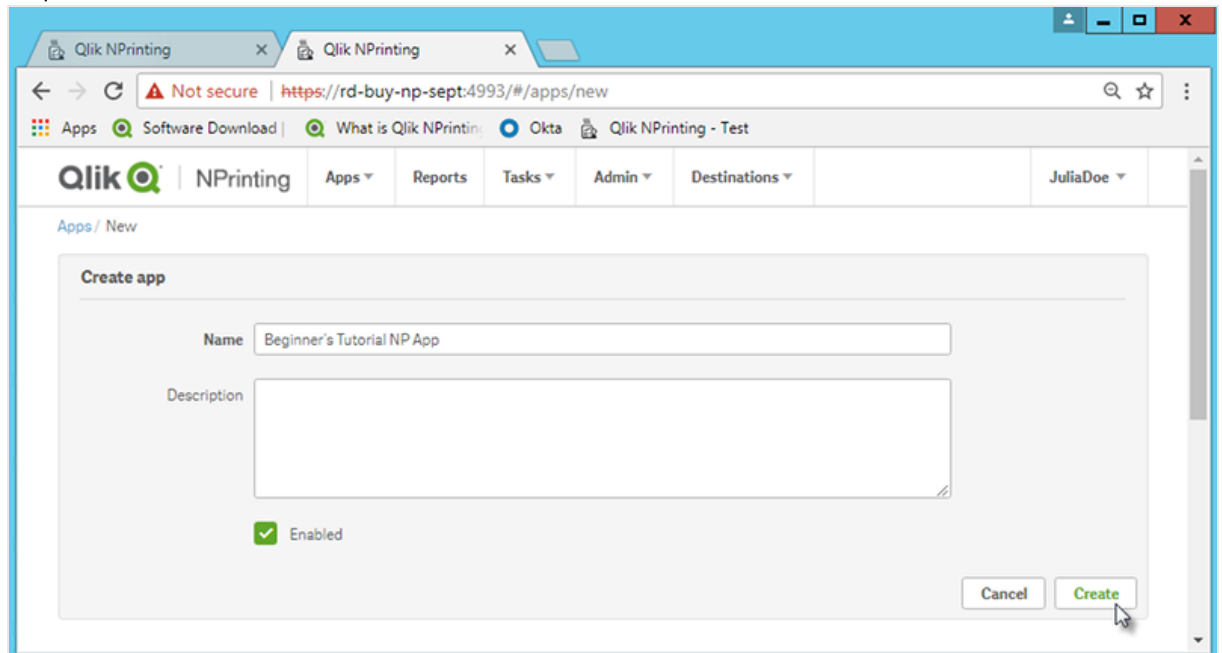 Qlik NPrinting
Qlik NPrinting
Not secure | https://rd-buy-np-sept:4993/#/apps/new
Apps Software Download | What is Qlik NPrinting Okta Qlik NPrinting - Test
Qlik NPrinting Apps Reports Tasks Admin Destinations JuliaDoe
Apps / New
Create app
Name Beginner's Tutorial NP App
Description
Enabled
Cancel Create